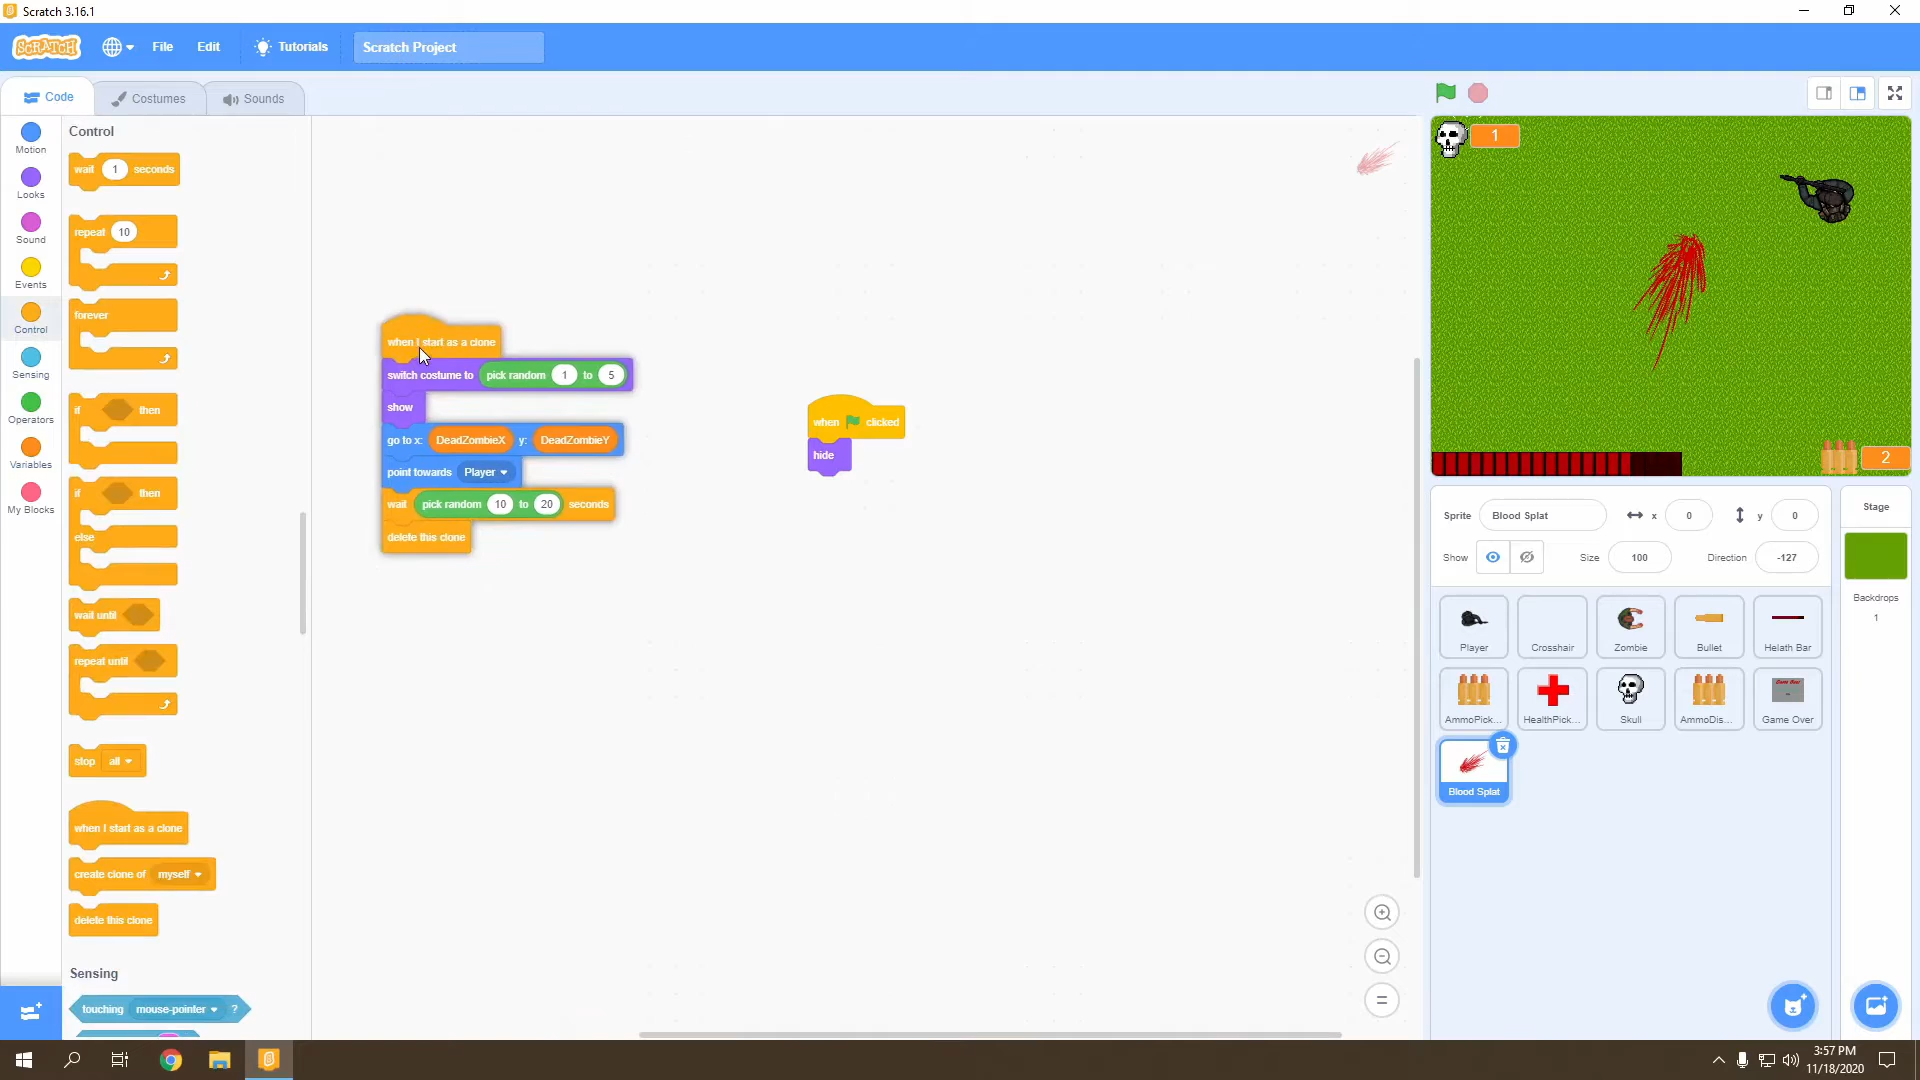 Scratch 3.16.1
SCRATCH
File
Edit
Tutorials
Scratch Project
Code
Costumes
Sounds
Motion
Looks
Sound
Events
Control
Sensing
Operators
Variables
My Blocks
Control
wait 1 seconds
repeat 10
forever
if then
if then
else
wait until
repeat until
stop all
when I start as a clone
create clone of myself
delete this clone
Sensing
touching mouse-pointer ?
when I start as a clone
switch costume to pick random 1 to 5
show
go to x: DeadZombieX y: DeadZombieY
point towards Player
wait pick random 10 to 20 seconds
delete this clone
when clicked
hide
1
2
Sprite Blood Splat x 0 y 0
Show Size 100 Direction -127
Player
Crosshair
Zombie
Bullet
Helath Bar
AmmoPick...
HealthPick...
Skull
AmmoDis...
Game Over
Blood Splat
Stage
Backdrops
1
3:57 PM
11/18/2020